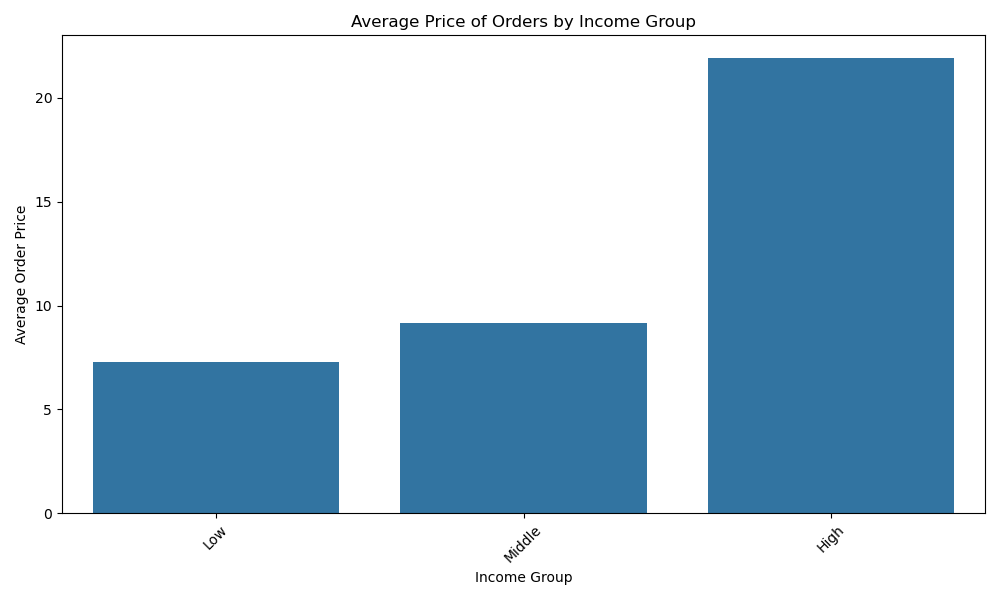 Average Price of Orders by Income Group
Average Order Price
20
15
10
5
0
Low
Middle
High
Income Group